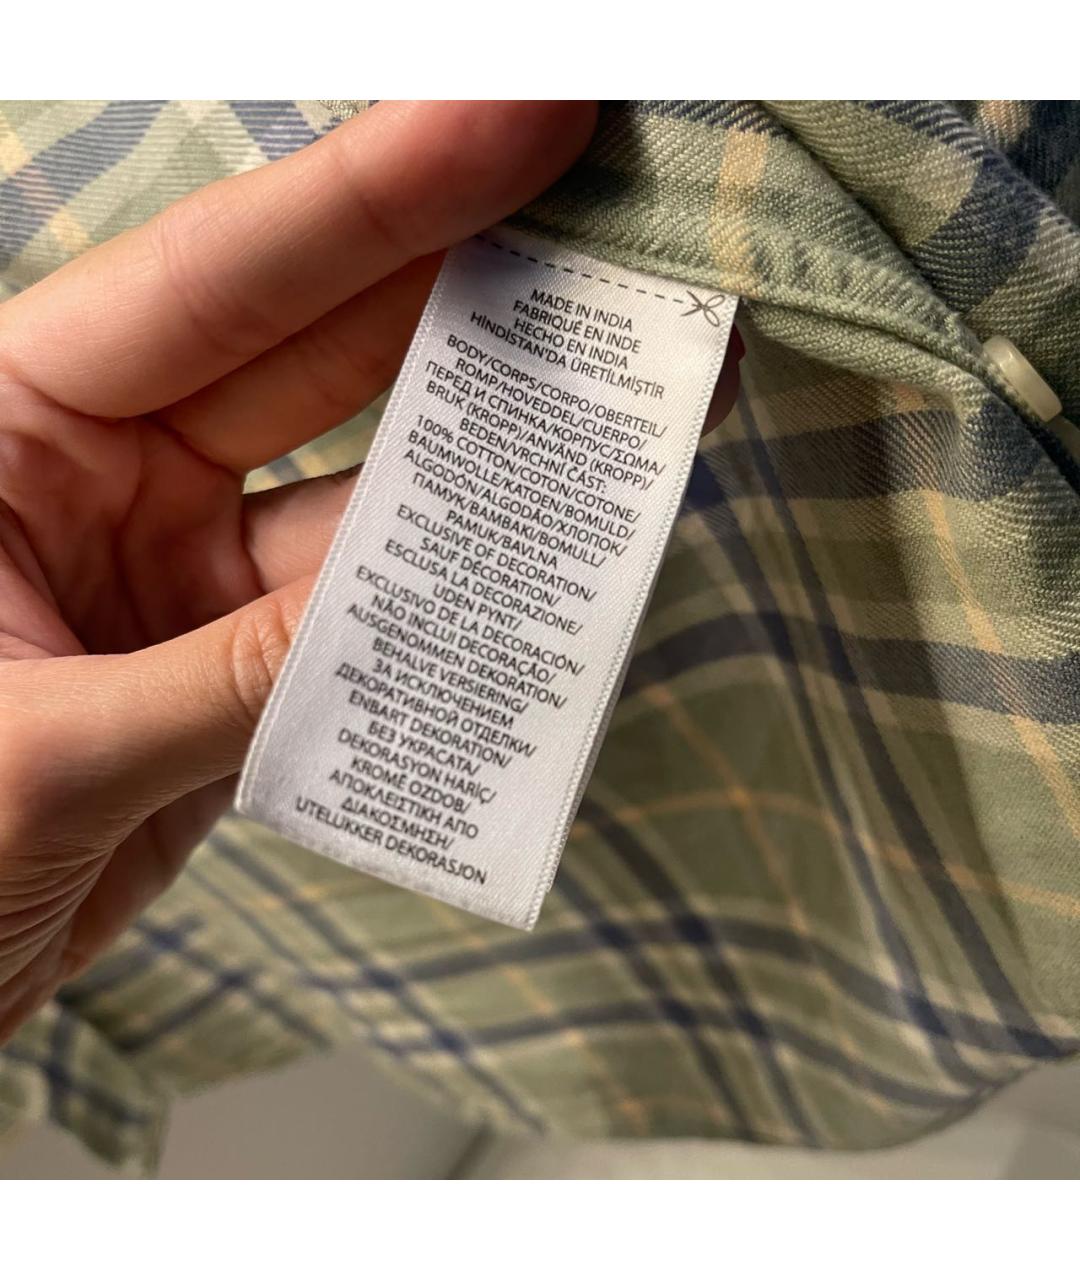 MADE IN INDIA
FABRIQUÉ EN INDE
HECHO EN INDIA
HİNDİSTAN'DA ÜRETİLMİŞTİR
BODY/CORPS/CORPO/OBERTEIL/
ROMP/HOVEDDEL/CUERPO/
ПЕРЕД И СПИНКА/КОРПУС/ΣΩΜΑ/
BRUK (KROPP)/ANVÄND (KROPP)/
BEDEN/VRCHNÍ ČÁST:
100% COTTON/COTON/COTONE/
BAUMWOLLE/KATOEN/BOMULD/
ALGODÓN/ALGODÃO/ХЛОПОК/
ПАМУК/ΒΑΜΒΑΚΙ/BOMULL/
PAMUK/BAVLNA
EXCLUSIVE OF DECORATION/
SAUF DÉCORATION/
ESCLUSA LA DECORAZIONE/
UDEN PYNT/
EXCLUSIVO DE LA DECORACIÓN/
NÃO INCLUI DECORAÇÃO/
AUSGENOMMEN DEKORATION/
BEHALVE VERSIERING/
ЗА ИСКЛЮЧЕНИЕМ
ДЕКОРАТИВНОЙ ОТДЕЛКИ/
ENBART DEKORATION/
БЕЗ УКРАСАТА/
DEKORASYON HARİÇ/
KROMĚ OZDOB/
ΑΠΟΚΛΕΙΣΤΙΚΗ ΑΠΟ
ΔΙΑΚΟΣΜΗΣΗ/
UTELUKKER DEKORASJON